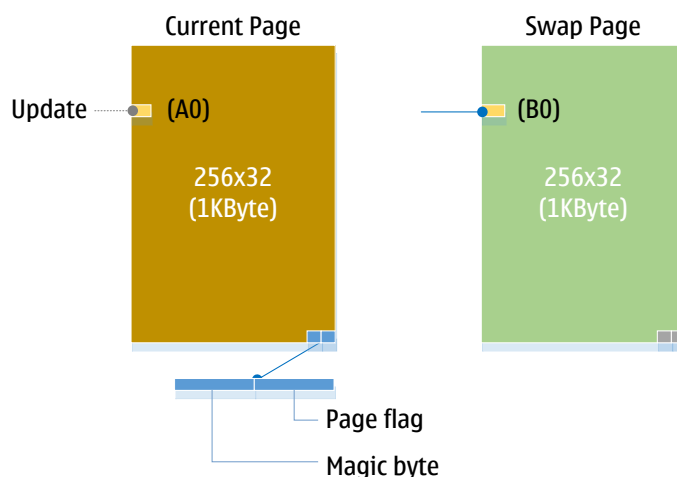 Current Page
Swap Page
Update
(A0)
(B0)
256x32
(1KByte)
256x32
(1KByte)
Page flag
Magic byte